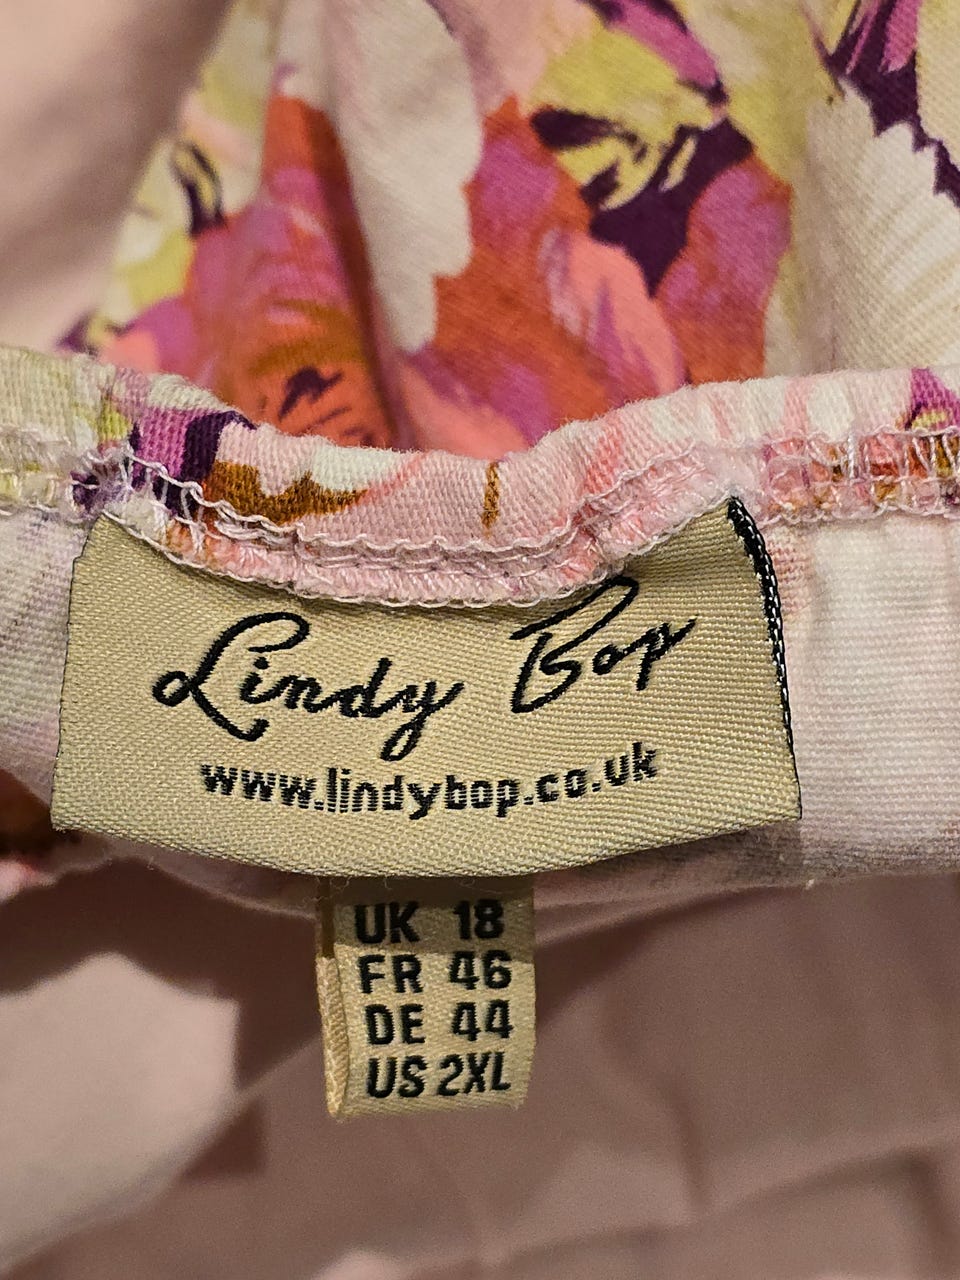 Lindy Bop
www.lindybop.co.uk
UK 18
FR 46
DE 44
US 2XL